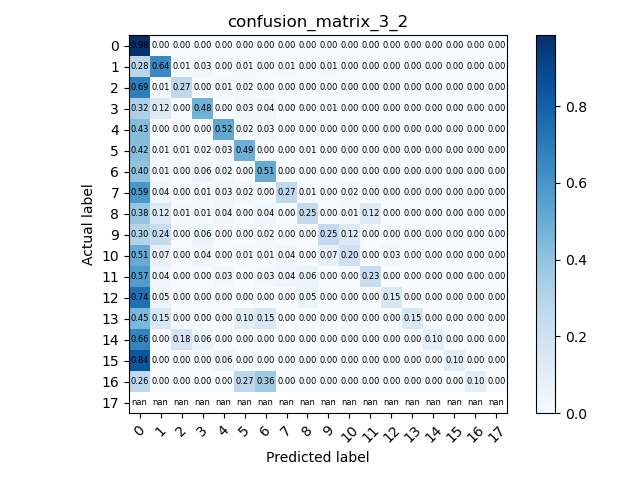 confusion_matrix_3_2
0 0.98 0.00 0.00 0.00 0.00 0.00 0.00 0.00 0.00 0.00 0.00 0.00 0.00 0.00 0.00 0.00 0.00 0.00
1 0.28 0.64 0.01 0.03 0.00 0.01 0.00 0.01 0.00 0.01 0.00 0.00 0.00 0.00 0.00 0.00 0.00 0.00
2 0.69 0.01 0.27 0.00 0.01 0.02 0.00 0.00 0.00 0.00 0.00 0.00 0.00 0.00 0.00 0.00 0.00 0.00
3 0.32 0.12 0.00 0.48 0.00 0.03 0.04 0.00 0.00 0.01 0.00 0.00 0.00 0.00 0.00 0.00 0.00 0.00
4 0.43 0.00 0.00 0.00 0.52 0.02 0.03 0.00 0.00 0.00 0.00 0.00 0.00 0.00 0.00 0.00 0.00 0.00
5 0.42 0.01 0.01 0.02 0.03 0.49 0.00 0.00 0.01 0.00 0.00 0.00 0.00 0.00 0.00 0.00 0.00 0.00
6 0.40 0.01 0.00 0.06 0.02 0.00 0.51 0.00 0.00 0.00 0.00 0.00 0.00 0.00 0.00 0.00 0.00 0.00
7 0.59 0.04 0.00 0.01 0.03 0.02 0.00 0.27 0.01 0.00 0.02 0.00 0.00 0.00 0.00 0.00 0.00 0.00
8 0.38 0.12 0.01 0.01 0.04 0.00 0.04 0.00 0.25 0.00 0.01 0.12 0.00 0.00 0.00 0.00 0.00 0.00
9 0.30 0.24 0.00 0.06 0.00 0.00 0.02 0.00 0.00 0.25 0.12 0.00 0.00 0.00 0.00 0.00 0.00 0.00
10 0.51 0.07 0.00 0.04 0.00 0.01 0.01 0.04 0.00 0.07 0.20 0.00 0.03 0.00 0.00 0.00 0.00 0.00
11 0.57 0.04 0.00 0.00 0.03 0.00 0.03 0.04 0.06 0.00 0.00 0.23 0.00 0.00 0.00 0.00 0.00 0.00
12 0.74 0.05 0.00 0.00 0.00 0.00 0.00 0.00 0.05 0.00 0.00 0.00 0.15 0.00 0.00 0.00 0.00 0.00
13 0.45 0.15 0.00 0.00 0.00 0.10 0.15 0.00 0.00 0.00 0.00 0.00 0.00 0.15 0.00 0.00 0.00 0.00
14 0.66 0.00 0.18 0.06 0.00 0.00 0.00 0.00 0.00 0.00 0.00 0.00 0.00 0.00 0.10 0.00 0.00 0.00
15 0.84 0.00 0.00 0.00 0.06 0.00 0.00 0.00 0.00 0.00 0.00 0.00 0.00 0.00 0.00 0.10 0.00 0.00
16 0.26 0.00 0.00 0.00 0.00 0.27 0.36 0.00 0.00 0.00 0.00 0.00 0.00 0.00 0.00 0.00 0.10 0.00
17 nan nan nan nan nan nan nan nan nan nan nan nan nan nan nan nan nan nan
0 1 2 3 4 5 6 7 8 9 10 11 12 13 14 15 16 17
Predicted label
Actual label
0.8
0.6
0.4
0.2
0.0